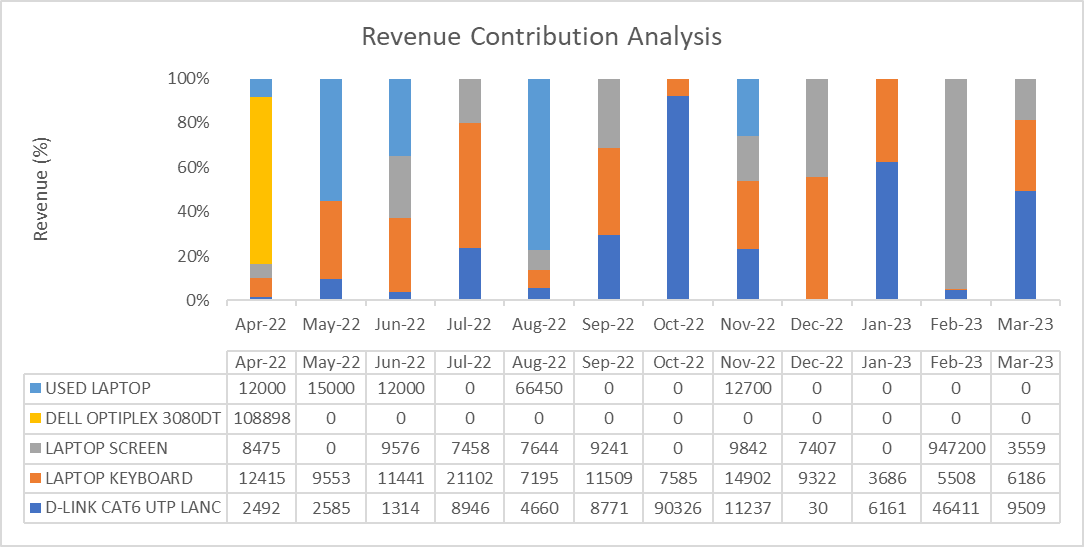 Revenue Contribution Analysis
Revenue (%)
100%
80%
60%
40%
20%
0%
Apr-22 May-22 Jun-22 Jul-22 Aug-22 Sep-22 Oct-22 Nov-22 Dec-22 Jan-23 Feb-23 Mar-23
Apr-22 May-22 Jun-22 Jul-22 Aug-22 Sep-22 Oct-22 Nov-22 Dec-22 Jan-23 Feb-23 Mar-23
USED LAPTOP 12000 15000 12000 0 66450 0 0 12700 0 0 0 0
DELL OPTIPLEX 3080DT 108898 0 0 0 0 0 0 0 0 0 0 0
LAPTOP SCREEN 8475 0 9576 7458 7644 9241 0 9842 7407 0 947200 3559
LAPTOP KEYBOARD 12415 9553 11441 21102 7195 11509 7585 14902 9322 3686 5508 6186
D-LINK CAT6 UTP LANC 2492 2585 1314 8946 4660 8771 90326 11237 30 6161 46411 9509